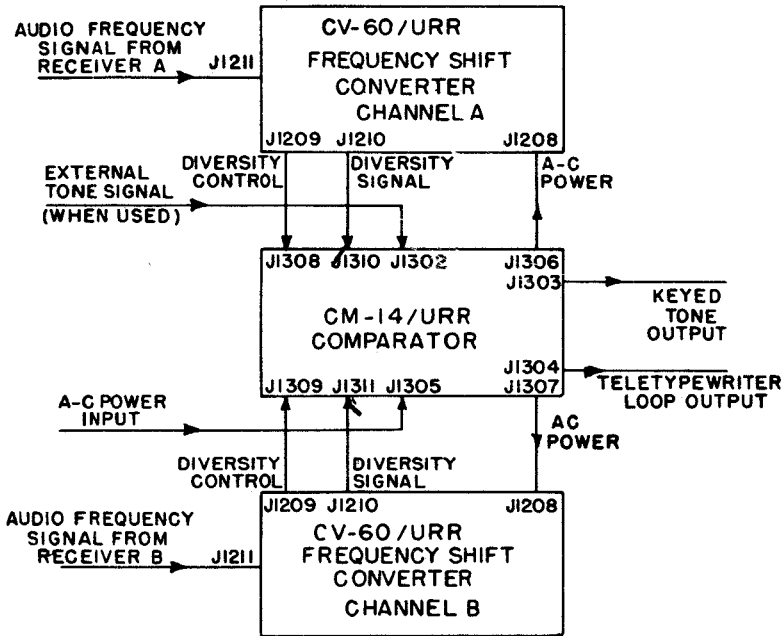 AUDIO FREQUENCY
SIGNAL FROM
RECEIVER A
J1211
CV-60/URR
FREQUENCY SHIFT
CONVERTER
CHANNEL A
J1209 J1210 J1208
DIVERSITY
CONTROL
DIVERSITY
SIGNAL
A-C
POWER
EXTERNAL
TONE SIGNAL
(WHEN USED)
J1308 J1310 J1302 J1306
J1303
CM-14/URR
COMPARATOR
KEYED
TONE
OUTPUT
J1304
J1309 J1311 J1305 J1307
TELETYPEWRITER
LOOP OUTPUT
A-C POWER
INPUT
AC
POWER
DIVERSITY
CONTROL
DIVERSITY
SIGNAL
J1209 J1210 J1208
AUDIO FREQUENCY
SIGNAL FROM
RECEIVER B
J1211
CV-60/URR
FREQUENCY SHIFT
CONVERTER
CHANNEL B